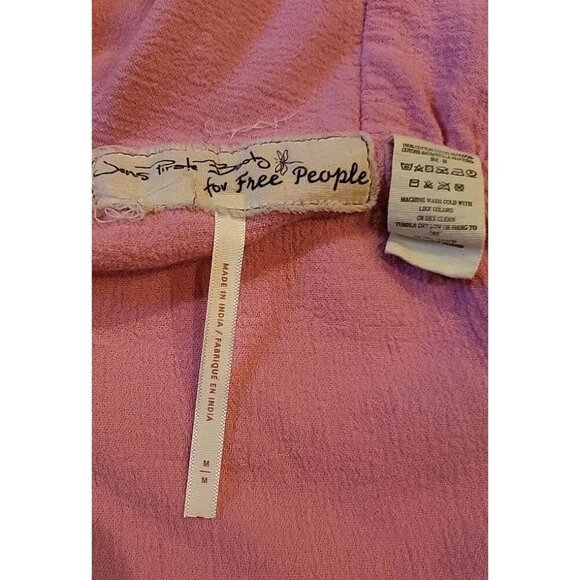 Jens Pirate Booty
for Free People
MADE IN INDIA / FABRIQUE EN INDIA
M / M
MACHINE WASH COLD WITH
LIKE COLORS
OR DRY CLEAN
TUMBLE DRY LOW OR HANG TO
DRY